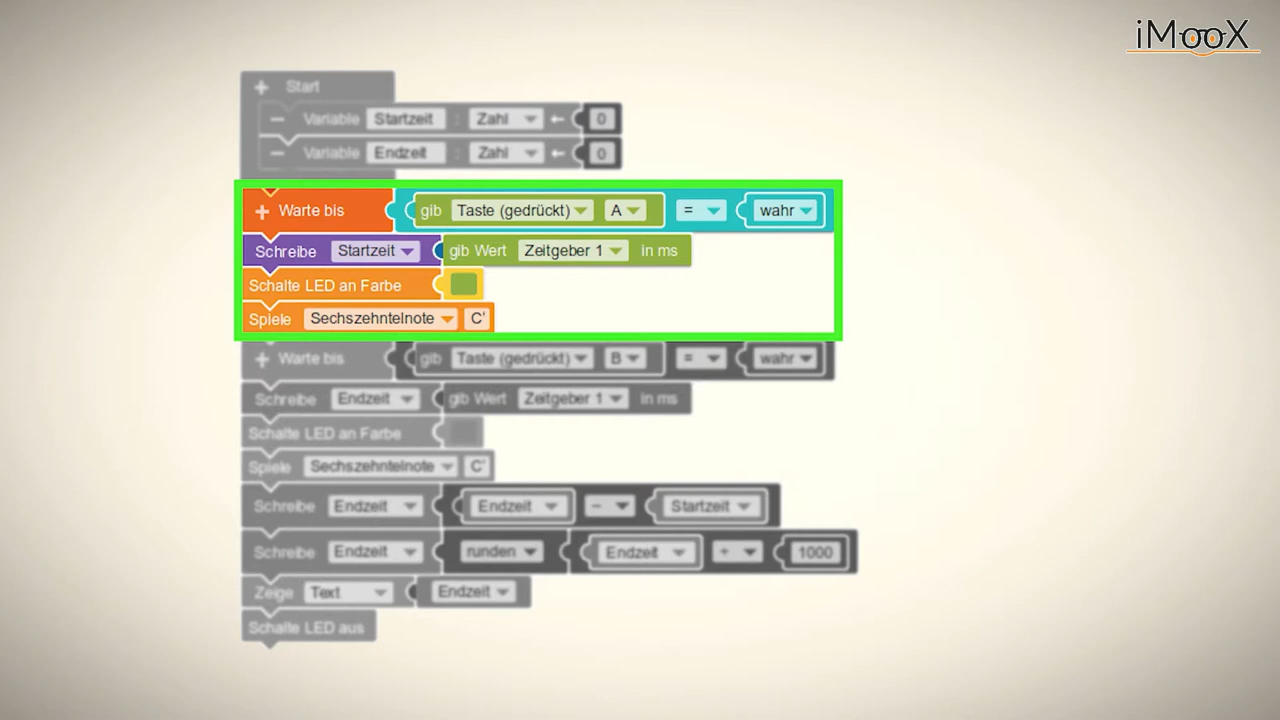 iMooX
+ Start
− Variable Startzeit : Zahl ← 0
− Variable Endzeit : Zahl ← 0
+ Warte bis gib Taste (gedrückt) A = wahr
Schreibe Startzeit gib Wert Zeitgeber 1 in ms
Schalte LED an Farbe
Spiele Sechszehntelnote C'
+ Warte bis gib Taste (gedrückt) B = wahr
Schreibe Endzeit gib Wert Zeitgeber 1 in ms
Schalte LED an Farbe
Spiele Sechszehntelnote C'
Schreibe Endzeit Endzeit − Startzeit
Schreibe Endzeit runden Endzeit ÷ 1000
Zeige Text Endzeit
Schalte LED aus